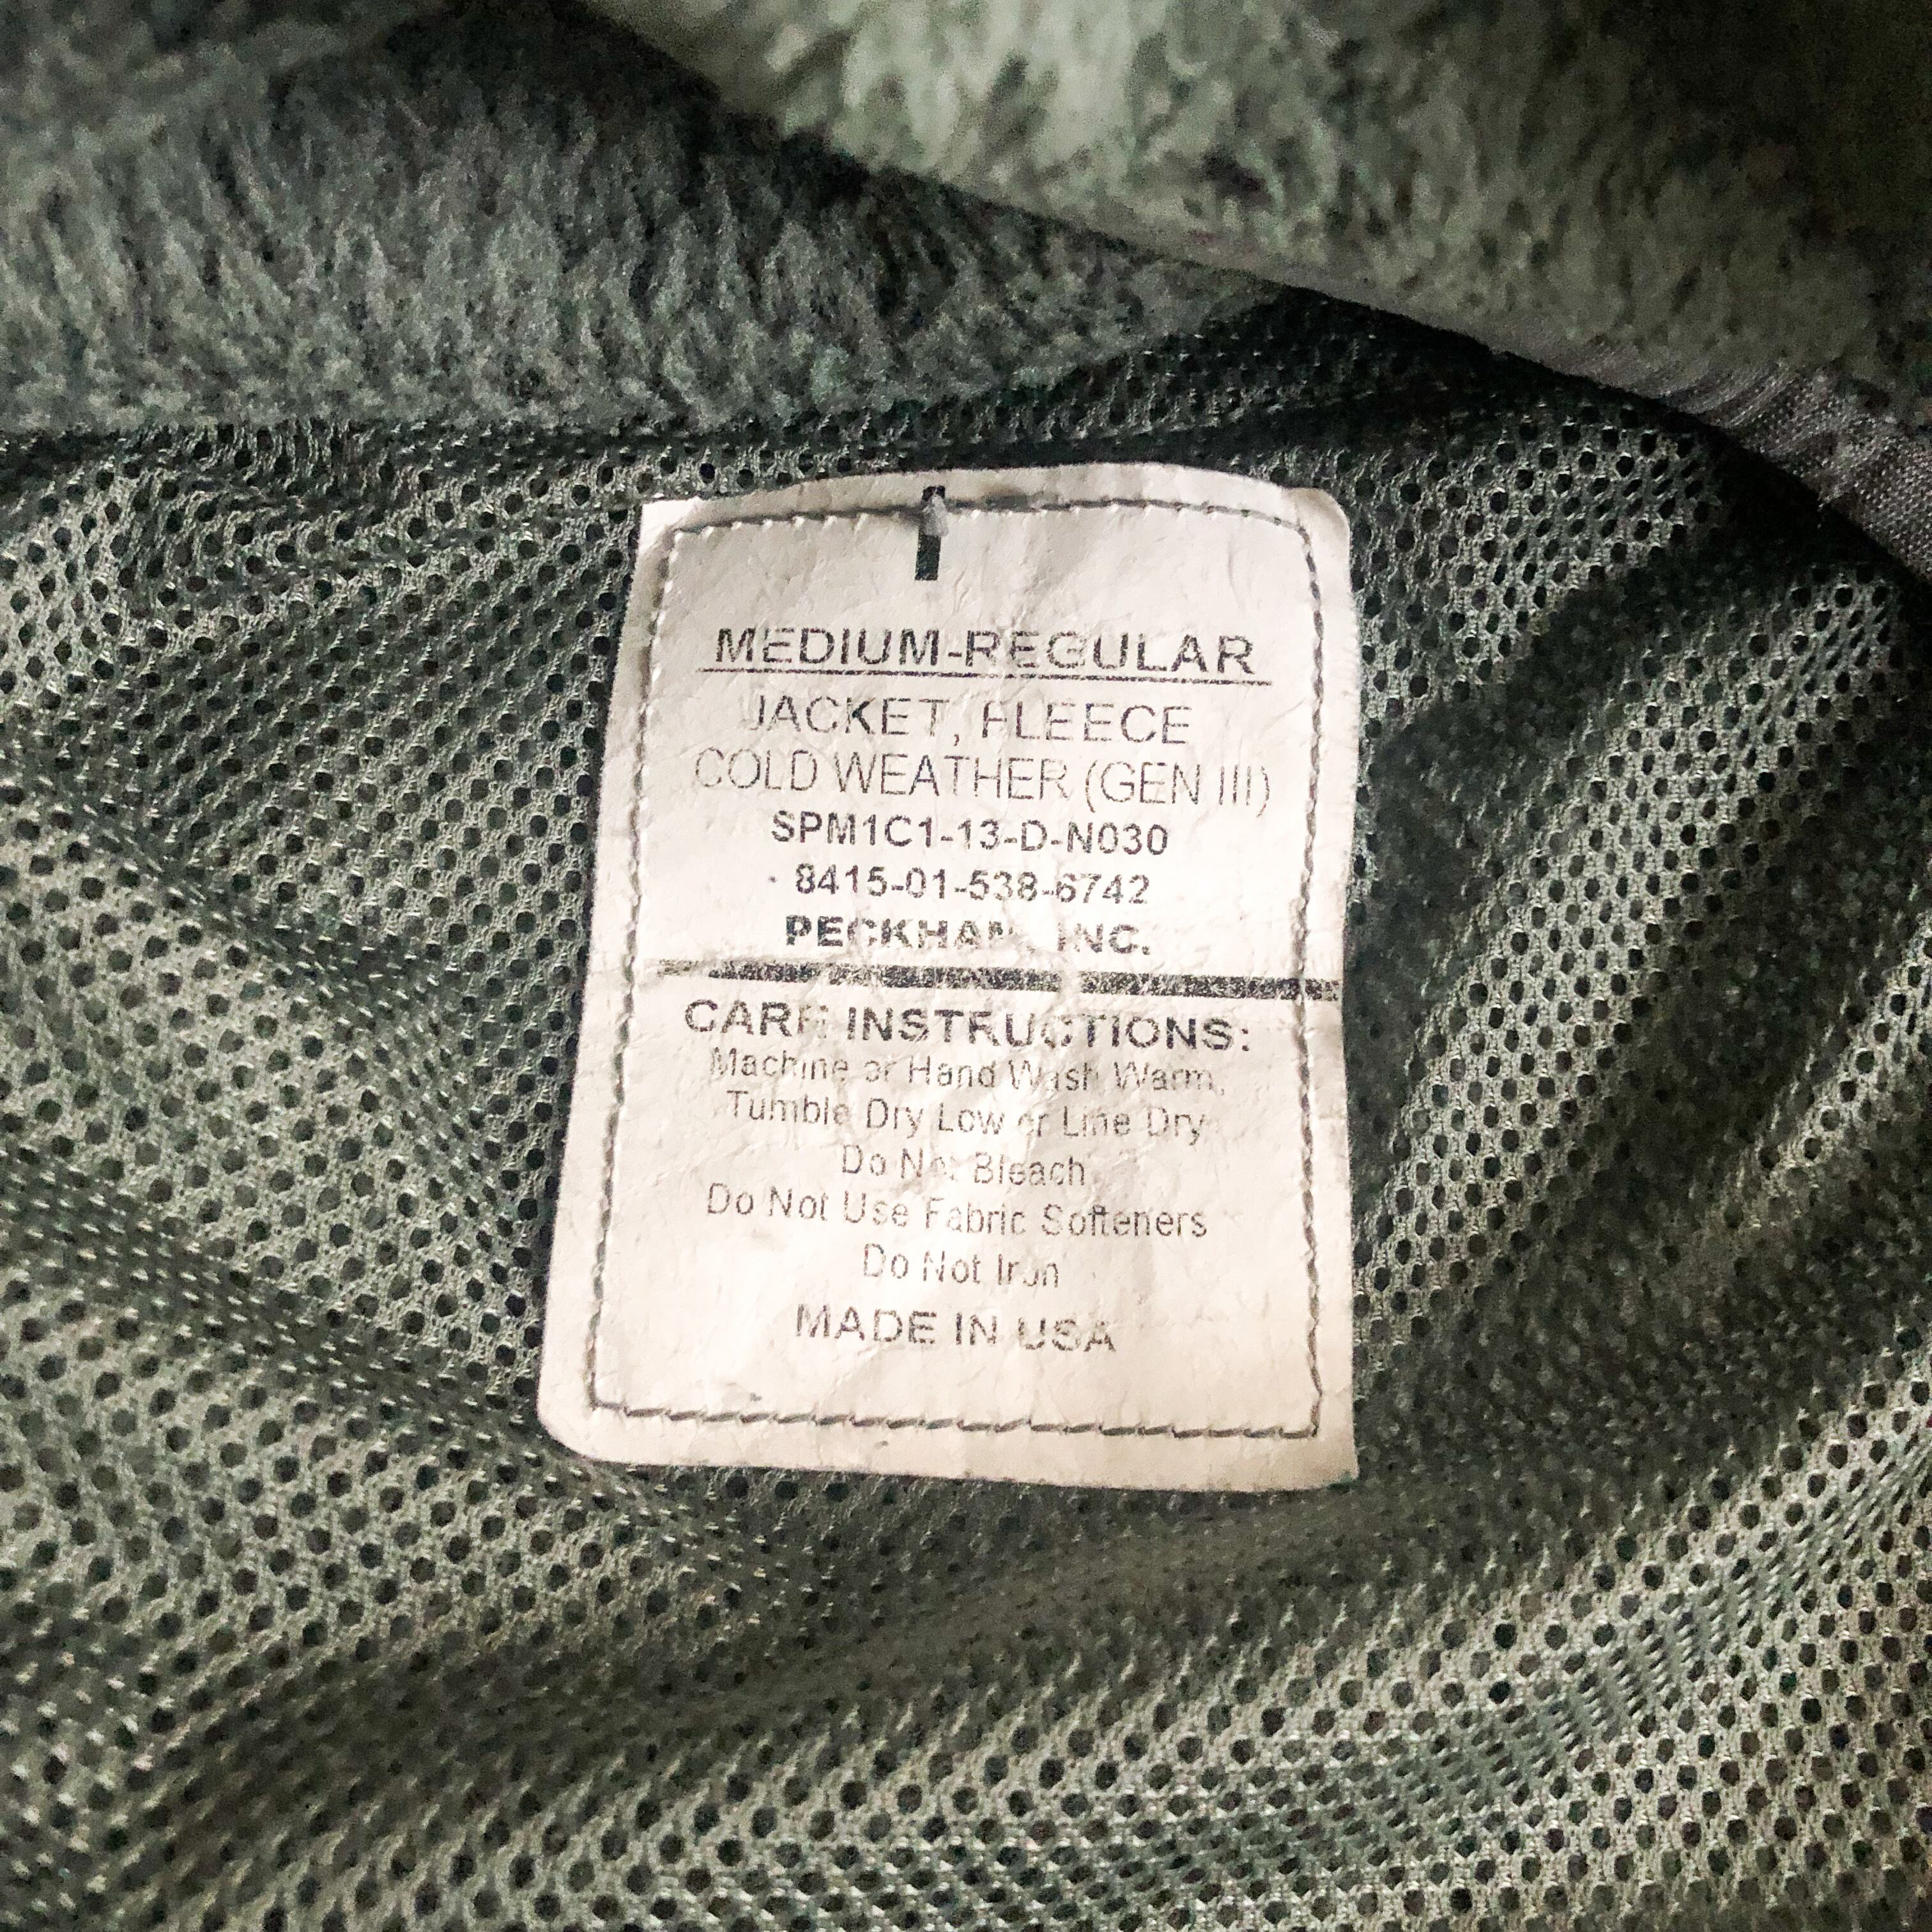 MEDIUM-REGULAR
JACKET, FLEECE
COLD WEATHER (GEN III)
SPM1C1-13-D-N030
8415-01-538-6742
PECKHAM, INC.
CARE INSTRUCTIONS:
Machine or Hand Wash Warm,
Tumble Dry Low or Line Dry
Do Not Bleach
Do Not Use Fabric Softeners
Do Not Iron
MADE IN USA